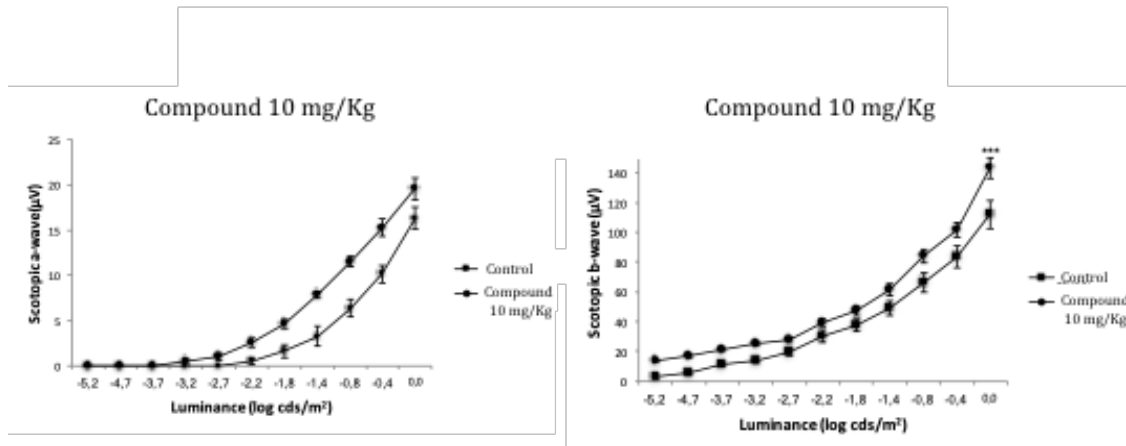 Compound 10 mg/Kg
Scotopic a-wave(µV)
25
20
15
10
5
0
-5,2 -4,7 -3,7 -3,2 -2,7 -2,2 -1,8 -1,4 -0,8 -0,4 0,0
Luminance (log cds/m²)
Control
Compound
10 mg/Kg
Compound 10 mg/Kg
***
Scotopic b-wave(µV)
140
120
100
80
60
40
20
0
-5,2 -4,7 -3,7 -3,2 -2,7 -2,2 -1,8 -1,4 -0,8 -0,4 0,0
Luminance (log cds/m²)
Control
Compound
10 mg/Kg